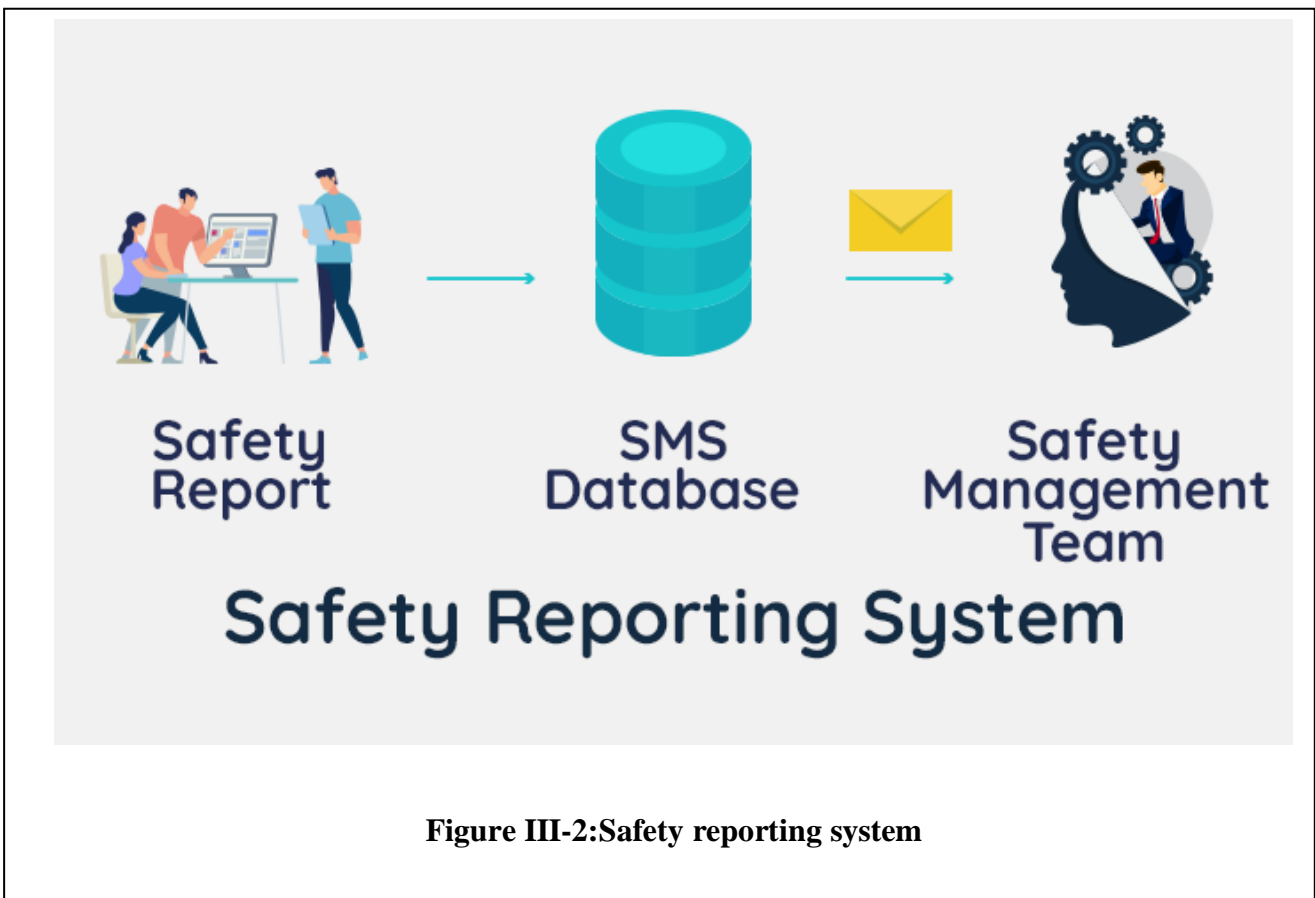 Safety
Report
SMS
Database
Safety
Management
Team
Safety Reporting System
Figure III-2:Safety reporting system